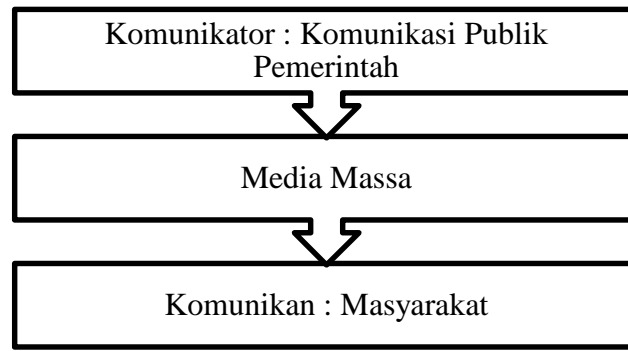 Komunikator : Komunikasi Publik
Pemerintah
Media Massa
Komunikan : Masyarakat